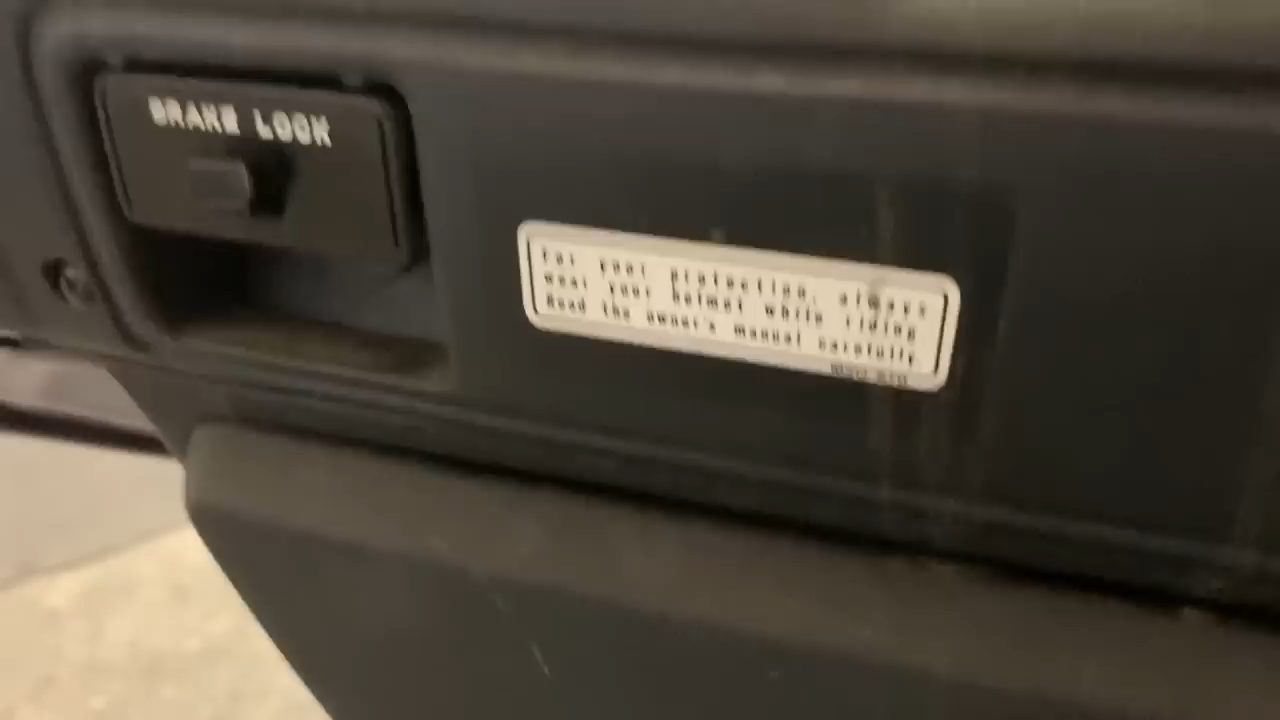 BRAKE LOCK
For your protection, always
wear your helmet while riding
Read the owner's manual carefully